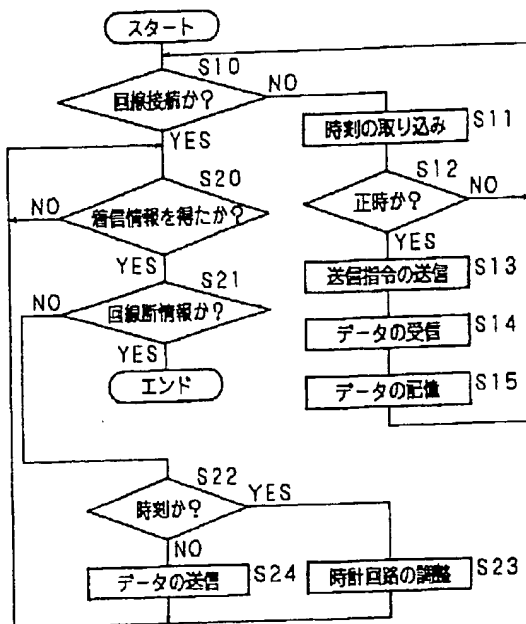 スタート
S10
回線接続か？
NO
YES
時刻の取り込み
S11
S12
正時か？
NO
YES
S20
NO
着信情報を得たか？
YES
送信指令の送信
S13
S21
NO
回線断情報か？
YES
データの受信
S14
エンド
データの記憶
S15
S22
時刻か？
YES
NO
データの送信
S24
時計回路の調整
S23